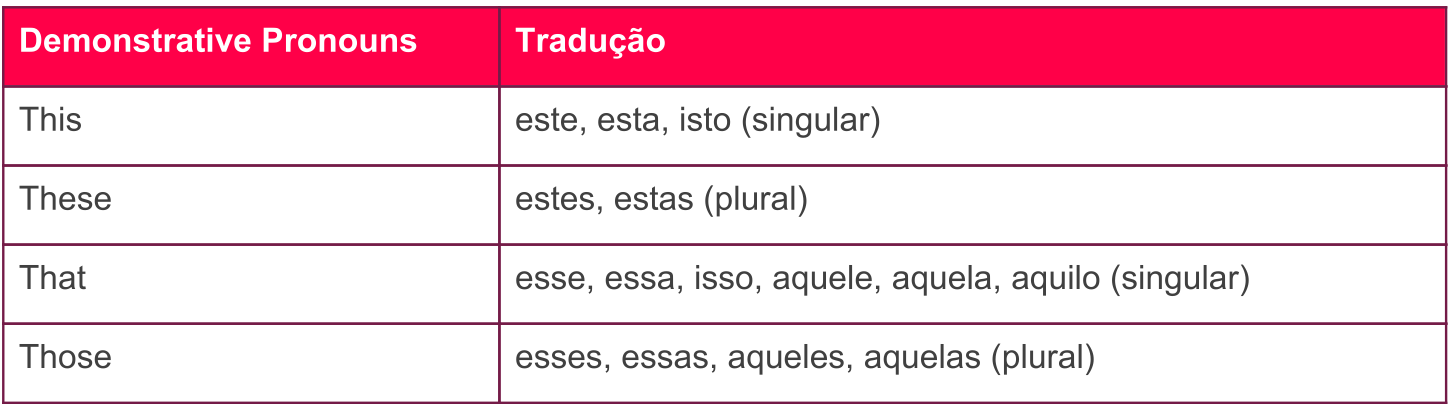 Demonstrative Pronouns Tradução
This este, esta, isto (singular)
These estes, estas (plural)
That esse, essa, isso, aquele, aquela, aquilo (singular)
Those esses, essas, aqueles, aquelas (plural)